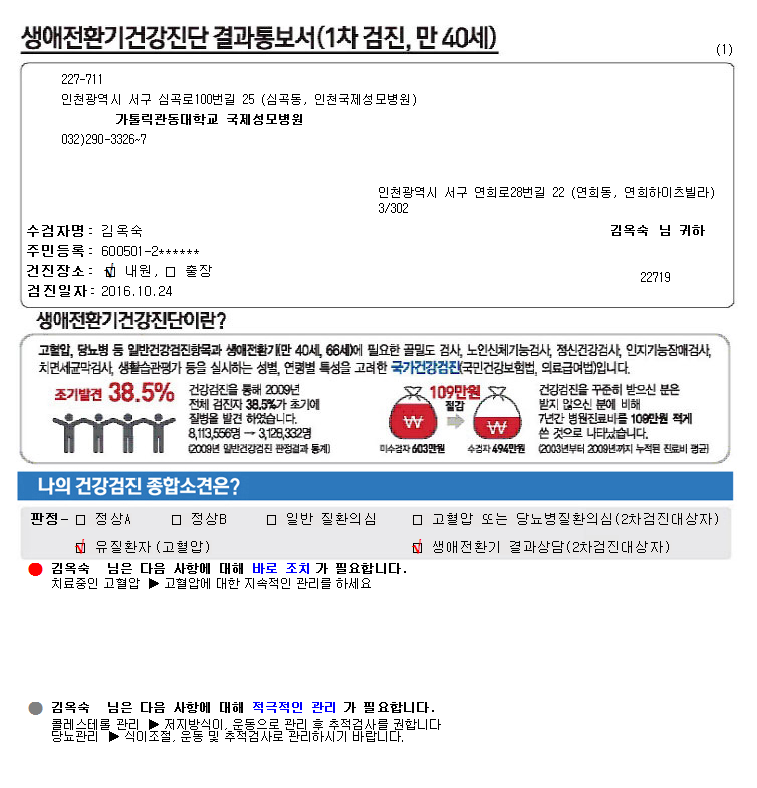 생애전환기건강진단 결과통보서(1차 검진, 만 40세)
(1)
227-711
인천광역시 서구 심곡로100번길 25 (심곡동, 인천국제성모병원)
가톨릭관동대학교 국제성모병원
032)290-3326~7
인천광역시 서구 연희로28번길 22 (연희동, 연희하이츠빌라)
3/302
수검자명: 김옥숙
김옥숙 님 귀하
주민등록: 600501-2******
건진장소: ☑ 내원, □ 출장
22719
검진일자: 2016.10.24
생애전환기건강진단이란?
고혈압, 당뇨병 등 일반건강검진항목과 생애전환기(만 40세, 66세)에 필요한 골밀도 검사, 노인신체기능검사, 정신건강검사, 인지기능장애검사,
치면세균막검사, 생활습관평가 등을 실시하는 성별, 연령별 특성을 고려한 국가건강검진(국민건강보험법, 의료급여법)입니다.
조기발견 38.5%
건강검진을 통해 2009년
전체 검진자 38.5%가 초기에
질병을 발견 하였습니다.
8,113,556명 → 3,126,332명
(2009년 일반건강검진 판정결과 통계)
109만원
절감
₩
₩
미수검자 603만원
수검자 494만원
건강검진을 꾸준히 받으신 분은
받지 않으신 분에 비해
7년간 병원진료비를 109만원 적게
쓴 것으로 나타났습니다.
(2003년부터 2009년까지 누적된 진료비 평균)
나의 건강검진 종합소견은?
판정- □ 정상A □ 정상B □ 일반 질환의심 □ 고혈압 또는 당뇨병질환의심(2차검진대상자)
☑ 유질환자(고혈압) ☑ 생애전환기 결과상담(2차검진대상자)
● 김옥숙 님은 다음 사항에 대해 바로 조치 가 필요합니다.
치료중인 고혈압 ▶ 고혈압에 대한 지속적인 관리를 하세요
● 김옥숙 님은 다음 사항에 대해 적극적인 관리 가 필요합니다.
콜레스테롤 관리 ▶ 저지방식이, 운동으로 관리 후 추적검사를 권합니다
당뇨관리 ▶ 식이조절, 운동 및 추적검사로 관리하시기 바랍니다.